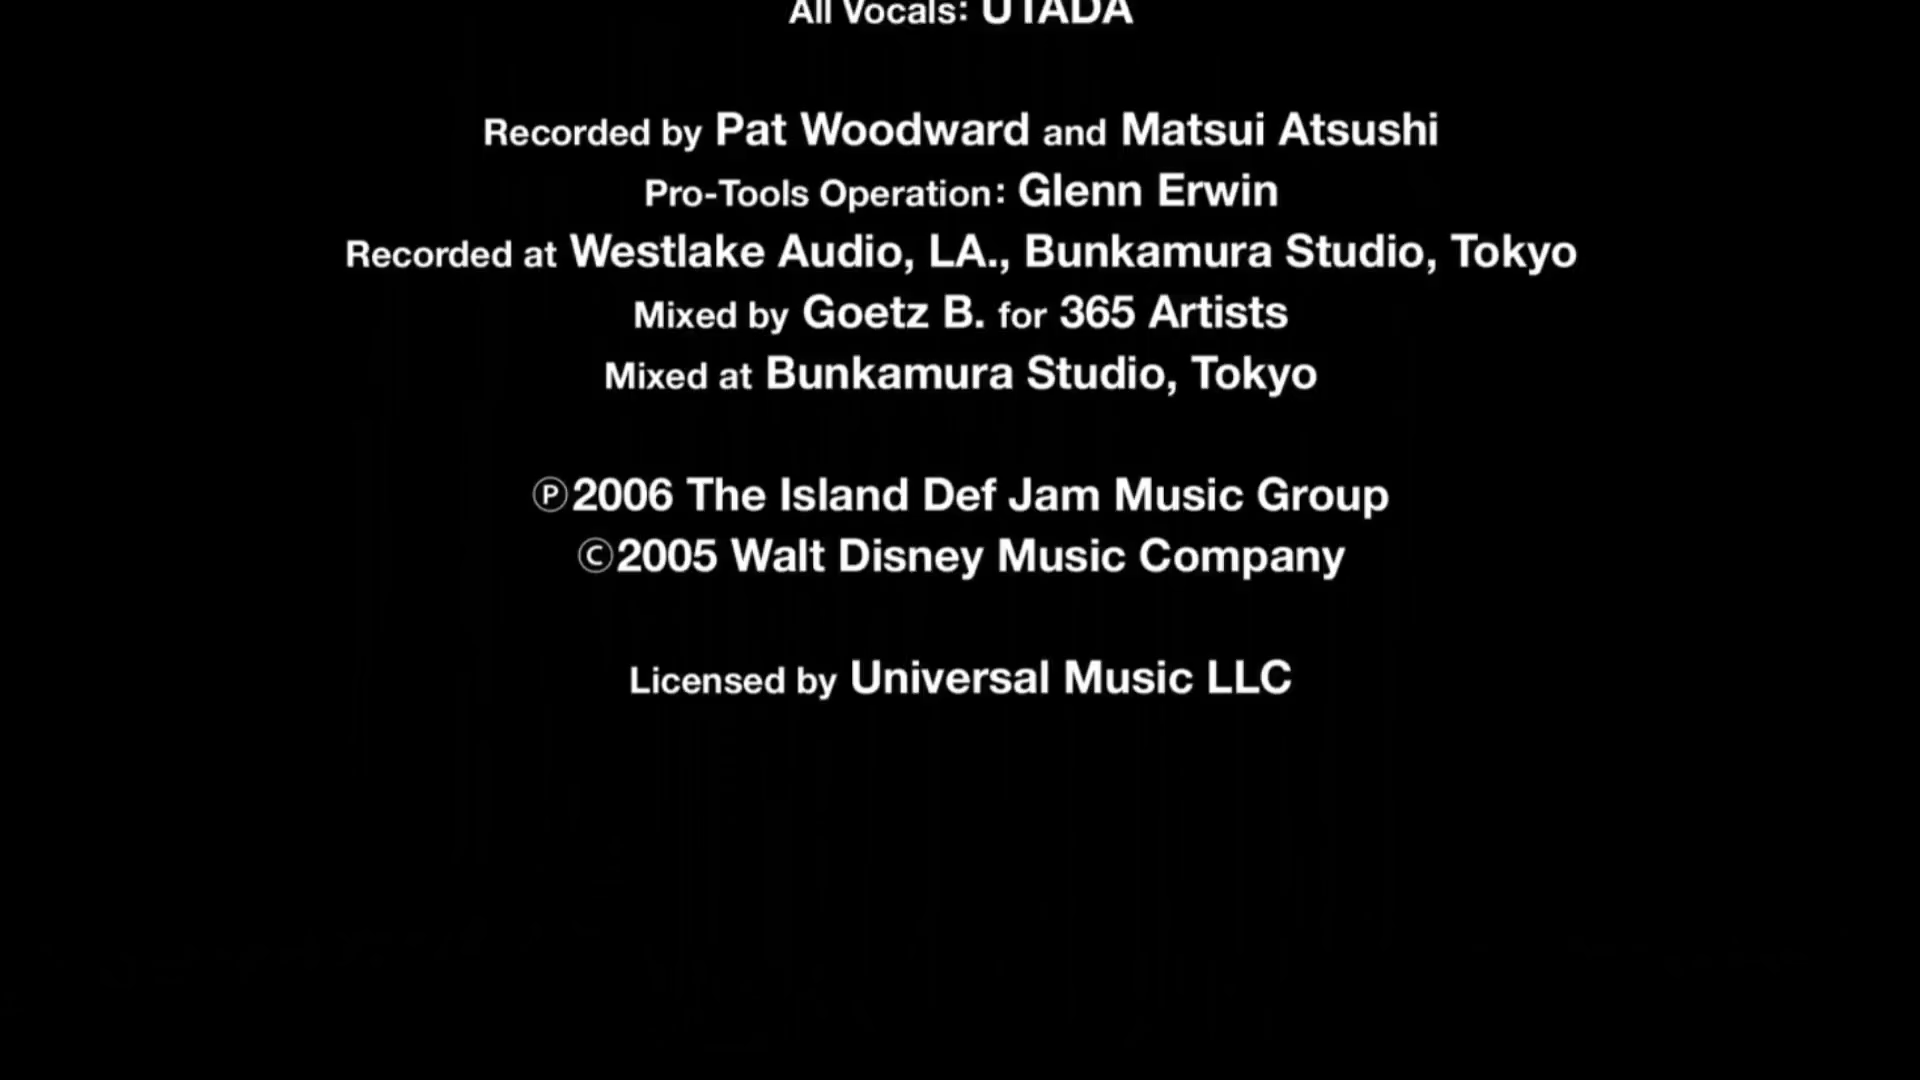 All Vocals: UTADA
Recorded by Pat Woodward and Matsui Atsushi
Pro-Tools Operation: Glenn Erwin
Recorded at Westlake Audio, LA., Bunkamura Studio, Tokyo
Mixed by Goetz B. for 365 Artists
Mixed at Bunkamura Studio, Tokyo
Ⓟ2006 The Island Def Jam Music Group
©2005 Walt Disney Music Company
Licensed by Universal Music LLC